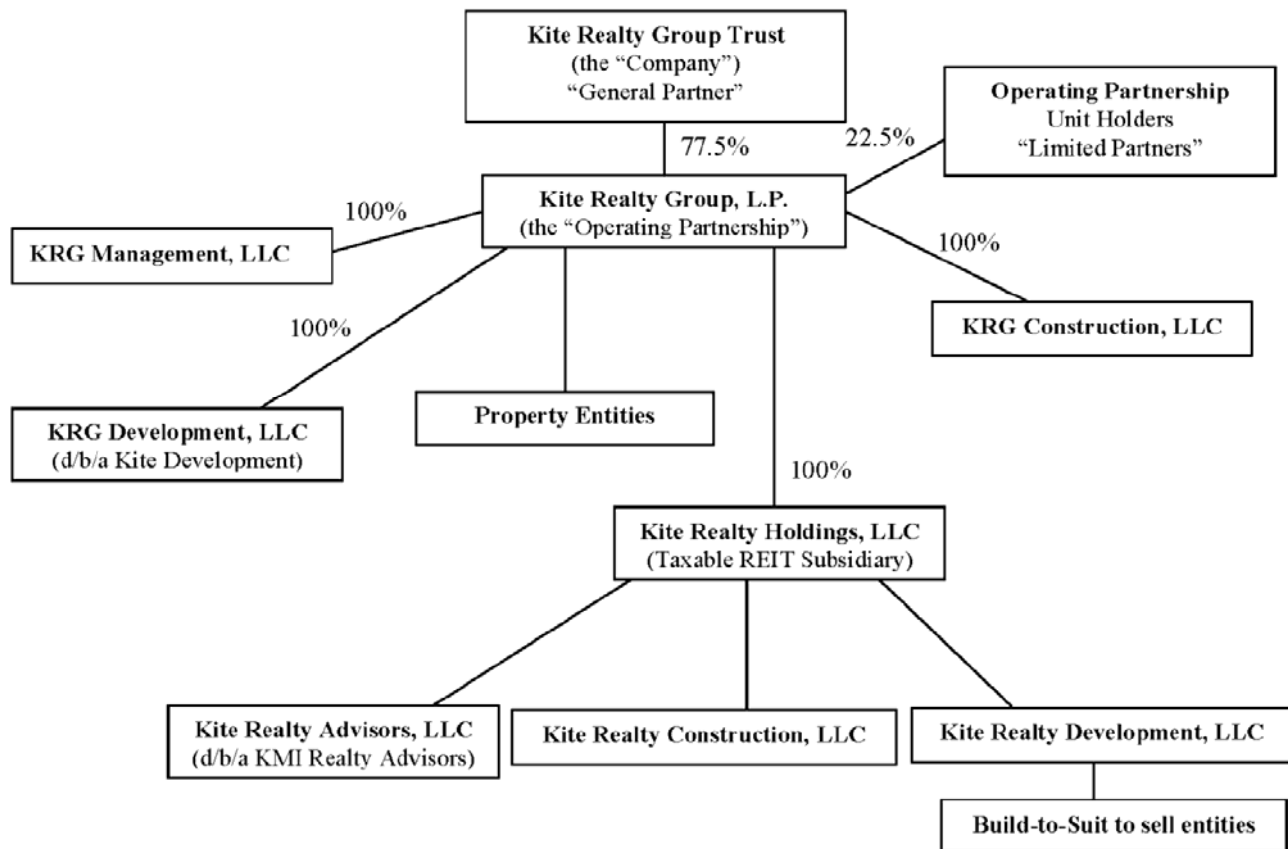 Kite Realty Group Trust
(the “Company”)
“General Partner”
Operating Partnership
Unit Holders
“Limited Partners”
77.5%
22.5%
Kite Realty Group, L.P.
(the “Operating Partnership”)
100%
KRG Management, LLC
100%
KRG Construction, LLC
100%
KRG Development, LLC
(d/b/a Kite Development)
Property Entities
100%
Kite Realty Holdings, LLC
(Taxable REIT Subsidiary)
Kite Realty Advisors, LLC
(d/b/a KMI Realty Advisors)
Kite Realty Construction, LLC
Kite Realty Development, LLC
Build-to-Suit to sell entities